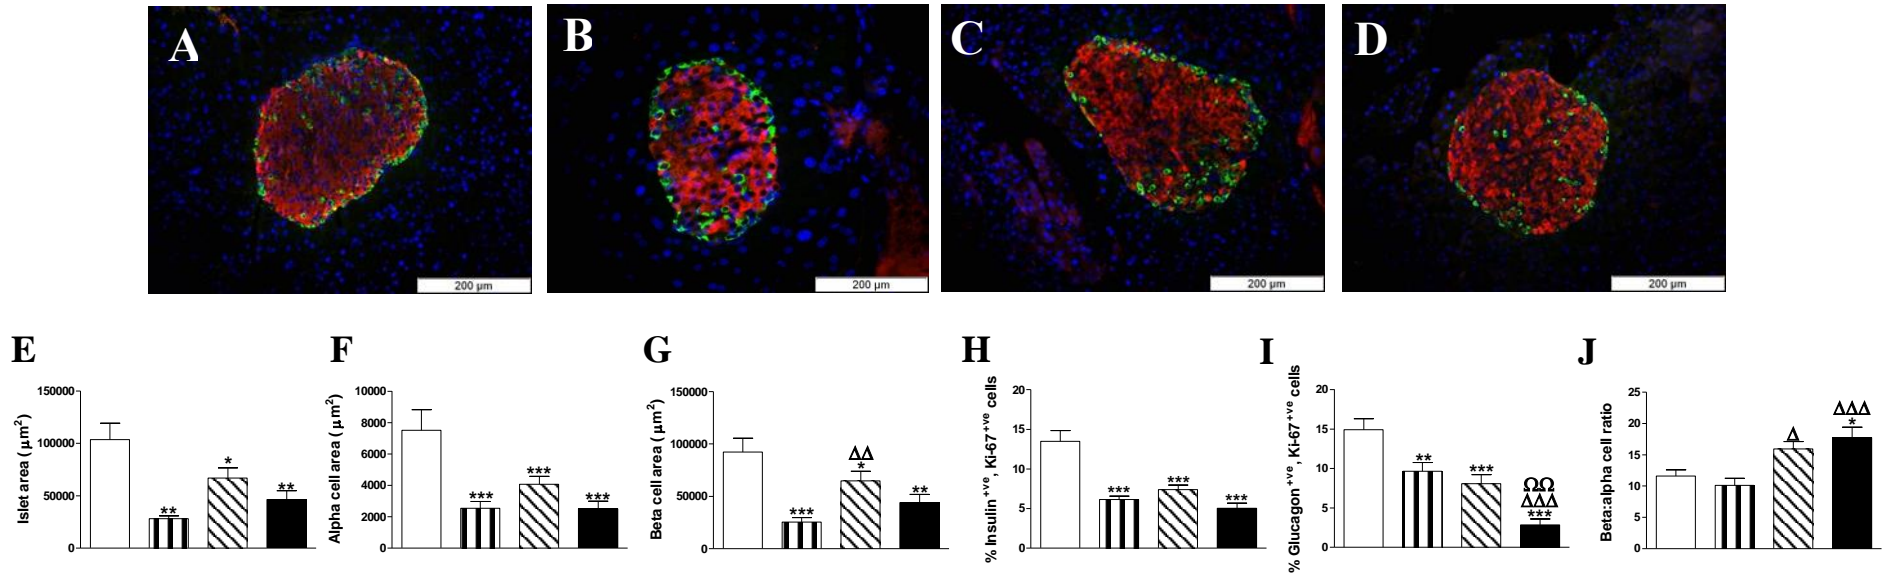 A
B
C
D
200 µm
200 µm
200 µm
200 µm
E
F
G
H
I
J
Islet area (µm²)
150000
100000
50000
0
**
*
**
Alpha cell area (µm²)
10000
8000
6000
4000
2000
0
***
***
***
Beta cell area (µm²)
150000
100000
50000
0
***
ΔΔ
*
**
% Insulin⁺ᵛᵉ, Ki-67⁺ᵛᵉ cells
20
15
10
5
0
***
***
***
% Glucagon⁺ᵛᵉ, Ki-67⁺ᵛᵉ cells
20
15
10
5
0
**
***
ΩΩ
ΔΔΔ
***
Beta:alpha cell ratio
25
20
15
10
5
0
Δ
ΔΔΔ
*